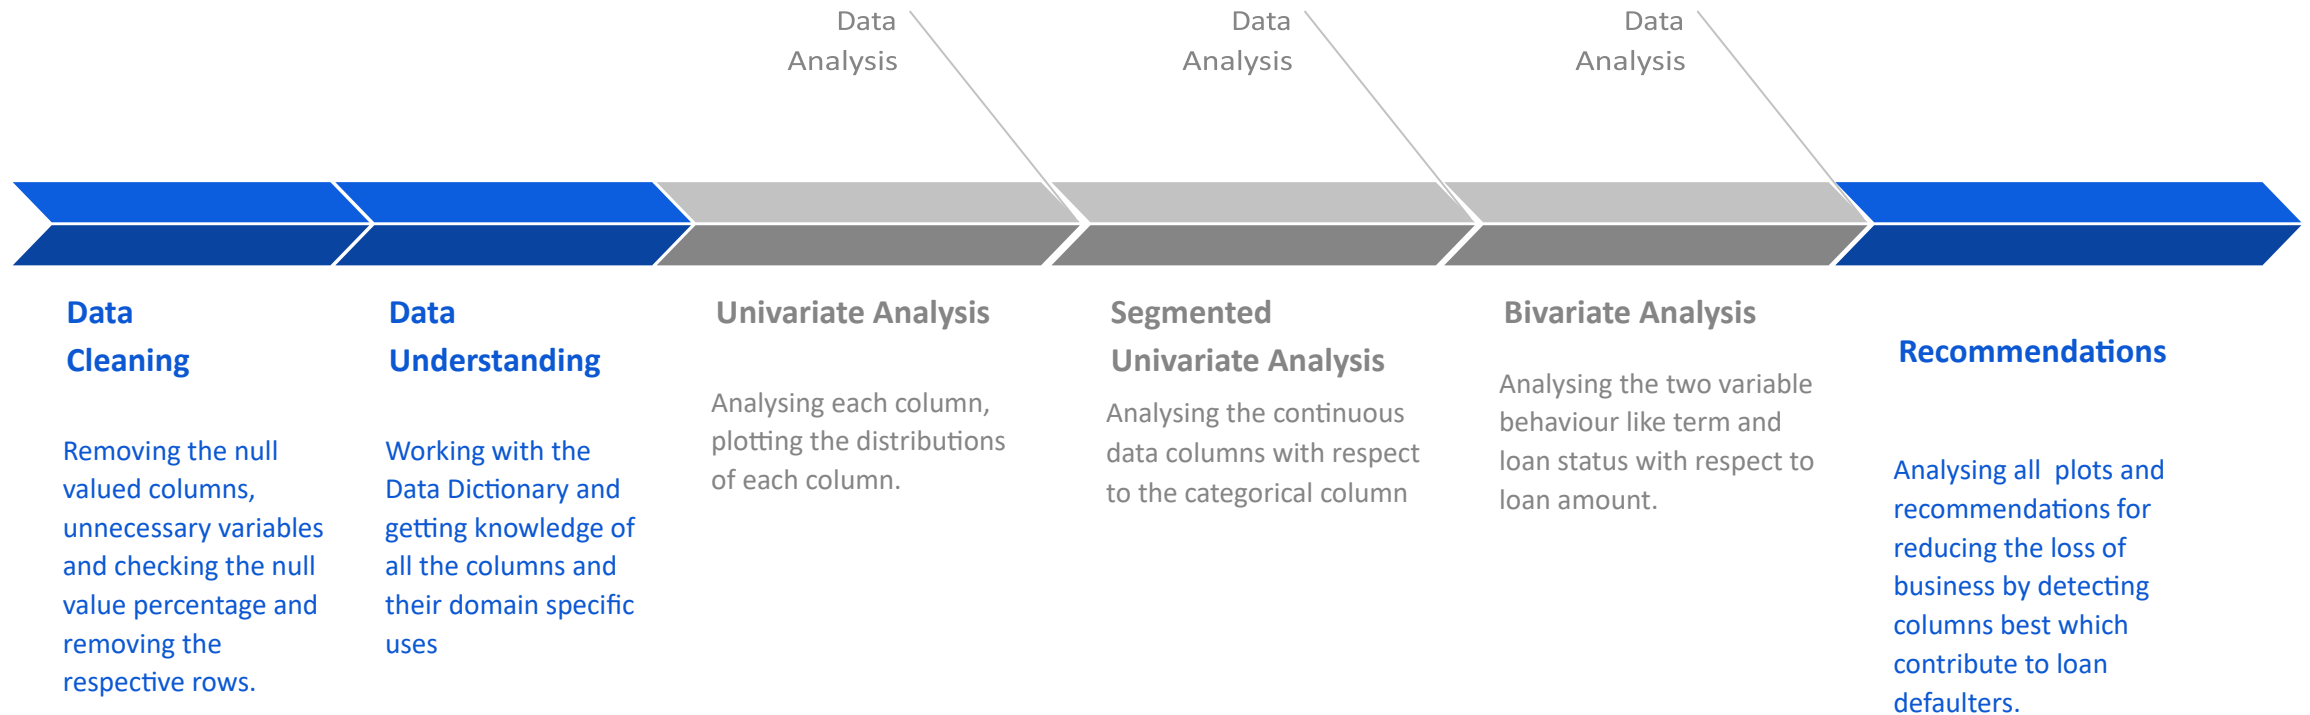 Data
Analysis
Data
Analysis
Data
Analysis
Data
Cleaning
Removing the null
valued columns,
unnecessary variables
and checking the null
value percentage and
removing the
respective rows.
Data
Understanding
Working with the
Data Dictionary and
getting knowledge of
all the columns and
their domain specific
uses
Univariate Analysis
Analysing each column,
plotting the distributions
of each column.
Segmented
Univariate Analysis
Analysing the continuous
data columns with respect
to the categorical column
Bivariate Analysis
Analysing the two variable
behaviour like term and
loan status with respect to
loan amount.
Recommendations
Analysing all  plots and
recommendations for
reducing the loss of
business by detecting
columns best which
contribute to loan
defaulters.